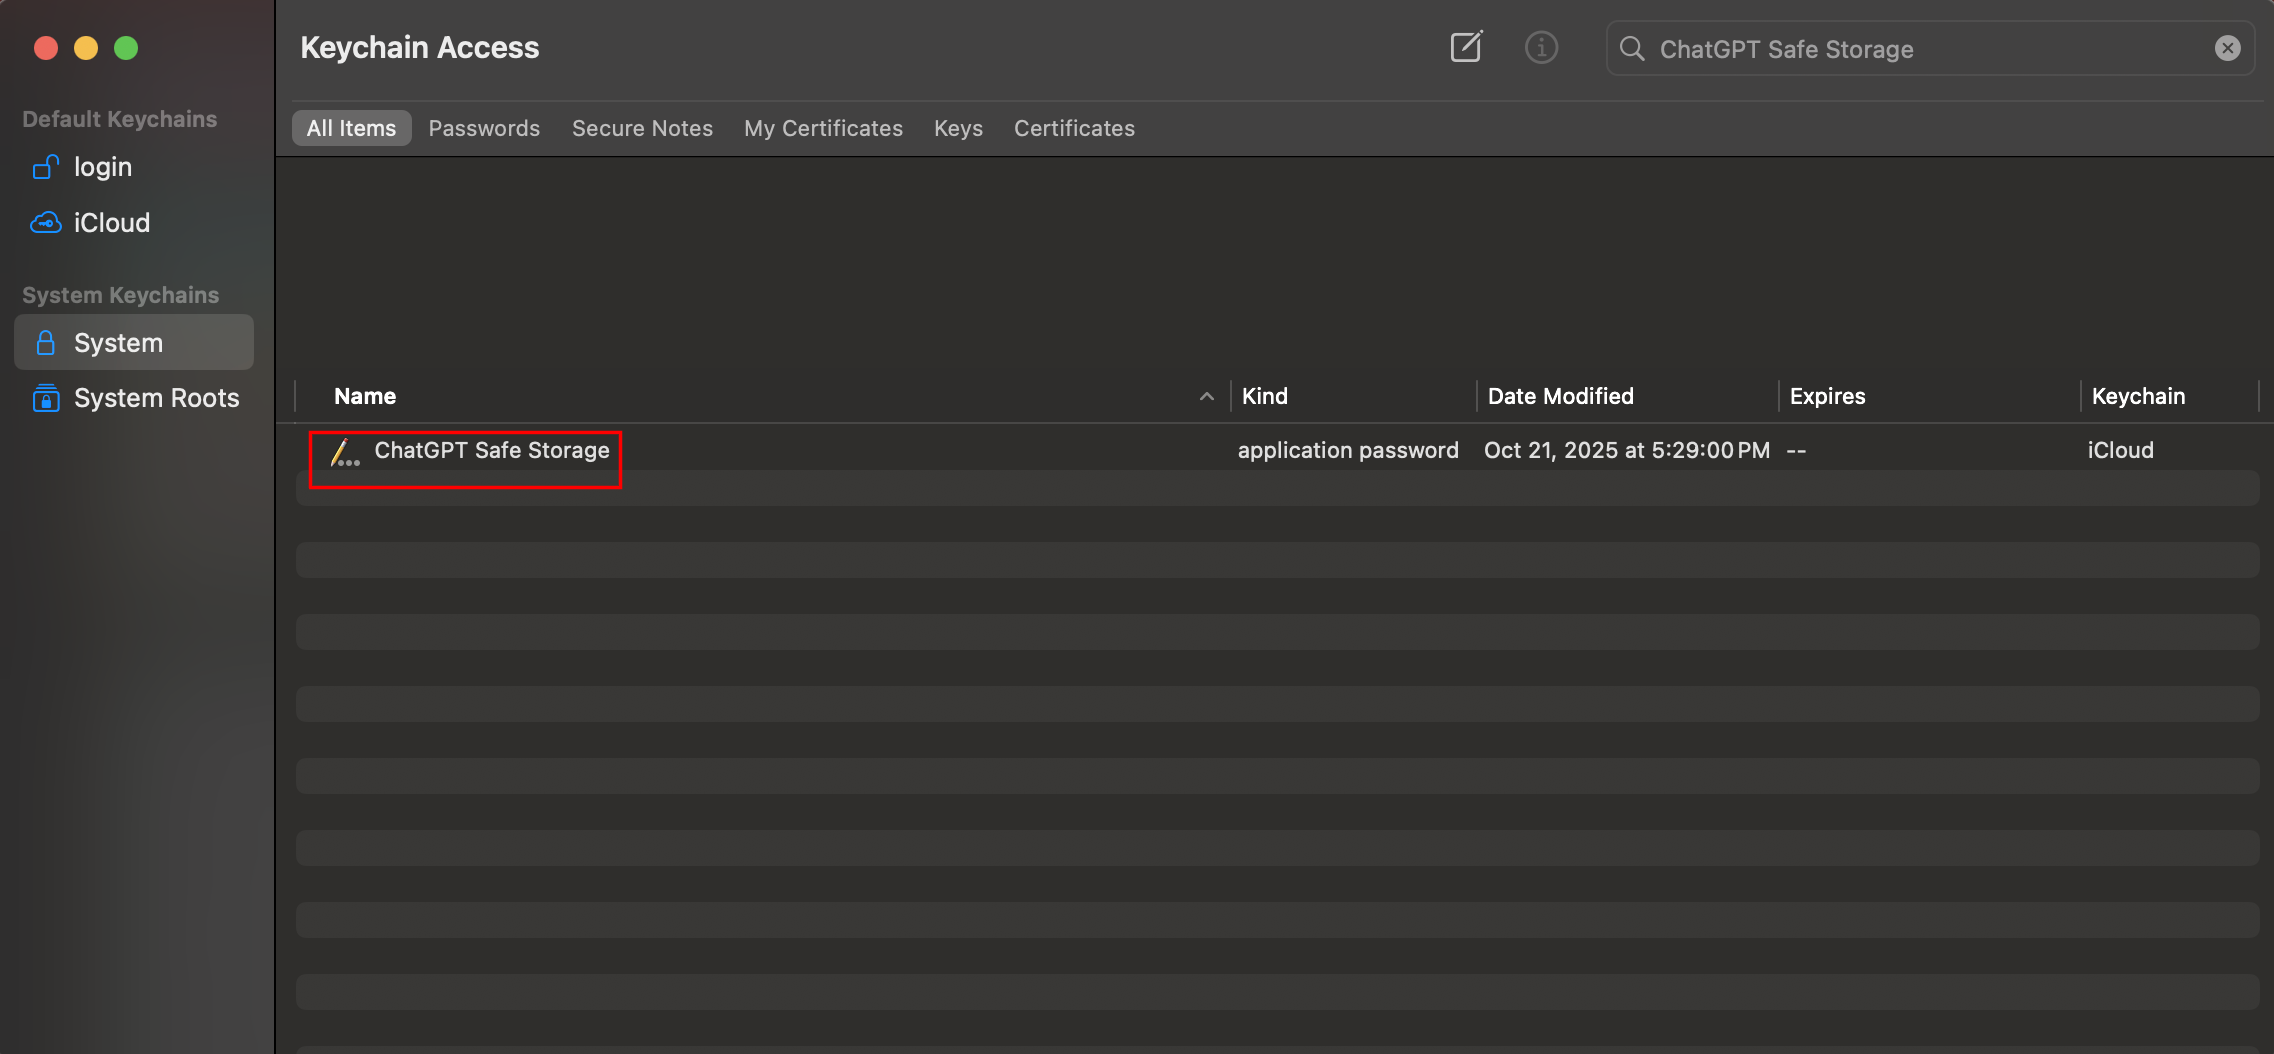 Keychain Access
ChatGPT Safe Storage
Default Keychains
login
iCloud
System Keychains
System
System Roots
All Items Passwords Secure Notes My Certificates Keys Certificates
Name Kind Date Modified Expires Keychain
ChatGPT Safe Storage application password Oct 21, 2025 at 5:29:00 PM -- iCloud